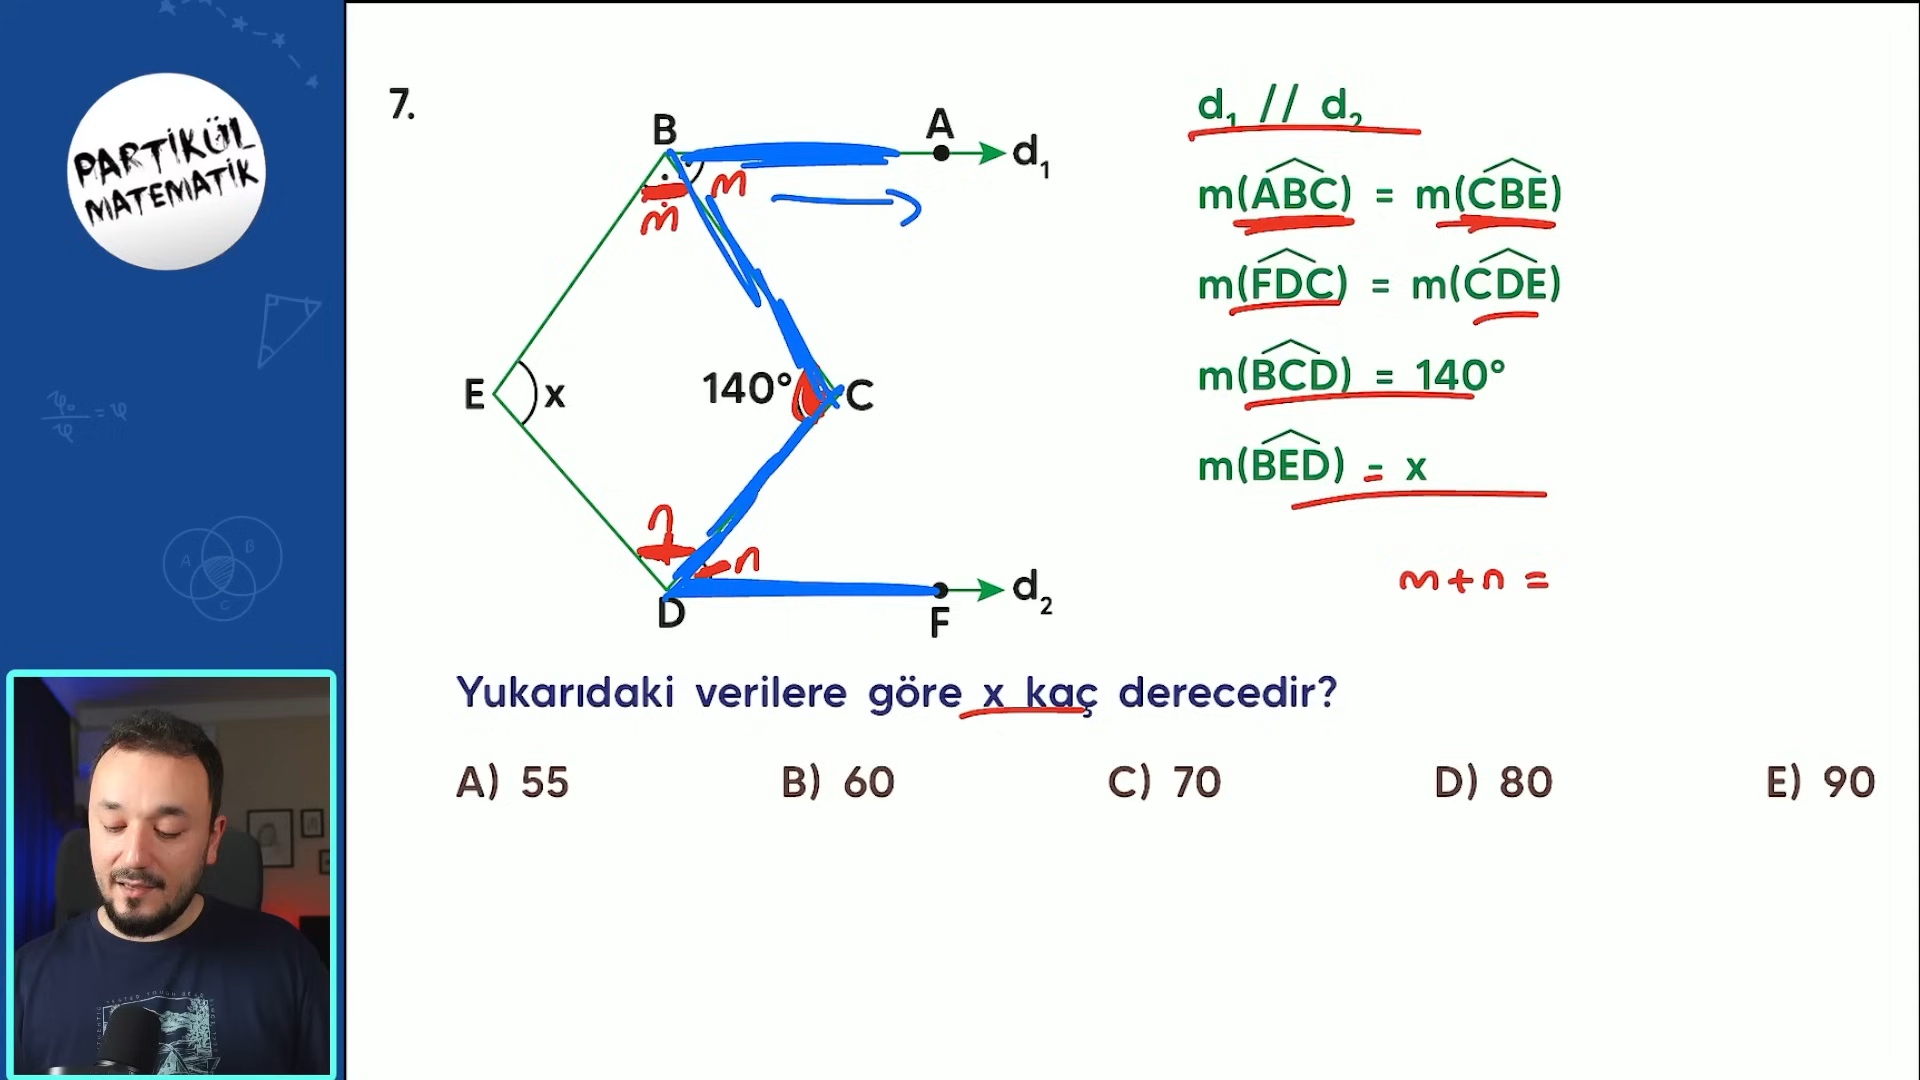 PARTİKÜL
MATEMATİK
7.
B
A
d₁
m
m
E
x
140°
C
n
n
D
F
d₂
d₁ // d₂
m(ABC) = m(CBE)
m(FDC) = m(CDE)
m(BCD) = 140°
m(BED) = x
m + n =
Yukarıdaki verilere göre x kaç derecedir?
A) 55 B) 60 C) 70 D) 80 E) 90